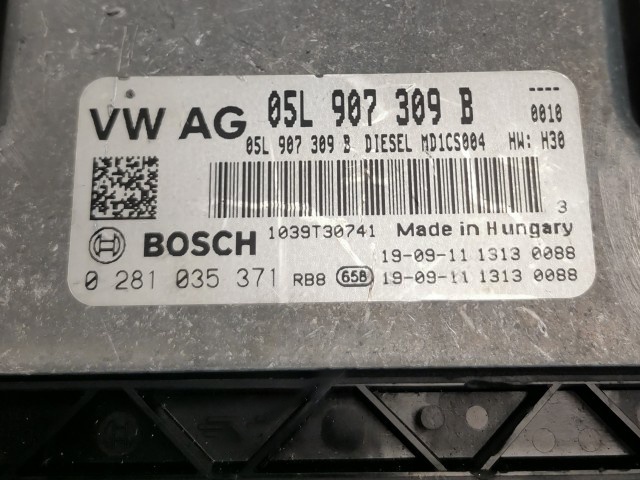 VW AG 05L 907 309 B ----
0010
05L 907 309 B DIESEL MD1CS004 HW: H30
3
BOSCH 1039T30741 Made in Hungary
19-09-11 1313 0088
0 281 035 371 RB8 65B 19-09-11 1313 0088